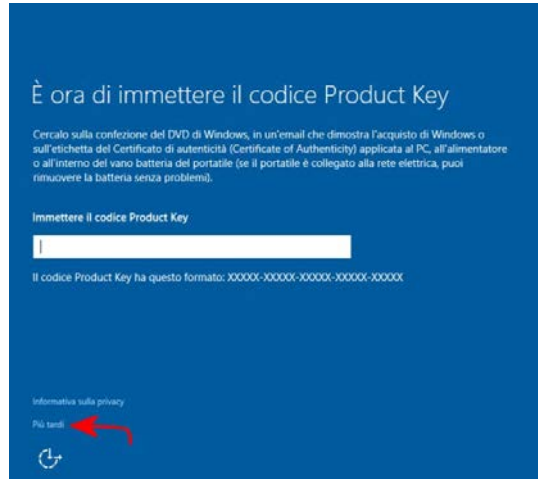 È ora di immettere il codice Product Key
Cercalo sulla confezione del DVD di Windows, in un'email che dimostra l'acquisto di Windows o
sull'etichetta del Certificato di autenticità (Certificate of Authenticity) applicata al PC, all'alimentatore
o all'interno del vano batteria del portatile (se il portatile è collegato alla rete elettrica, puoi
rimuovere la batteria senza problemi).
Immettere il codice Product Key
Il codice Product Key ha questo formato: XXXXX-XXXXX-XXXXX-XXXXX-XXXXX
Informativa sulla privacy
Più tardi